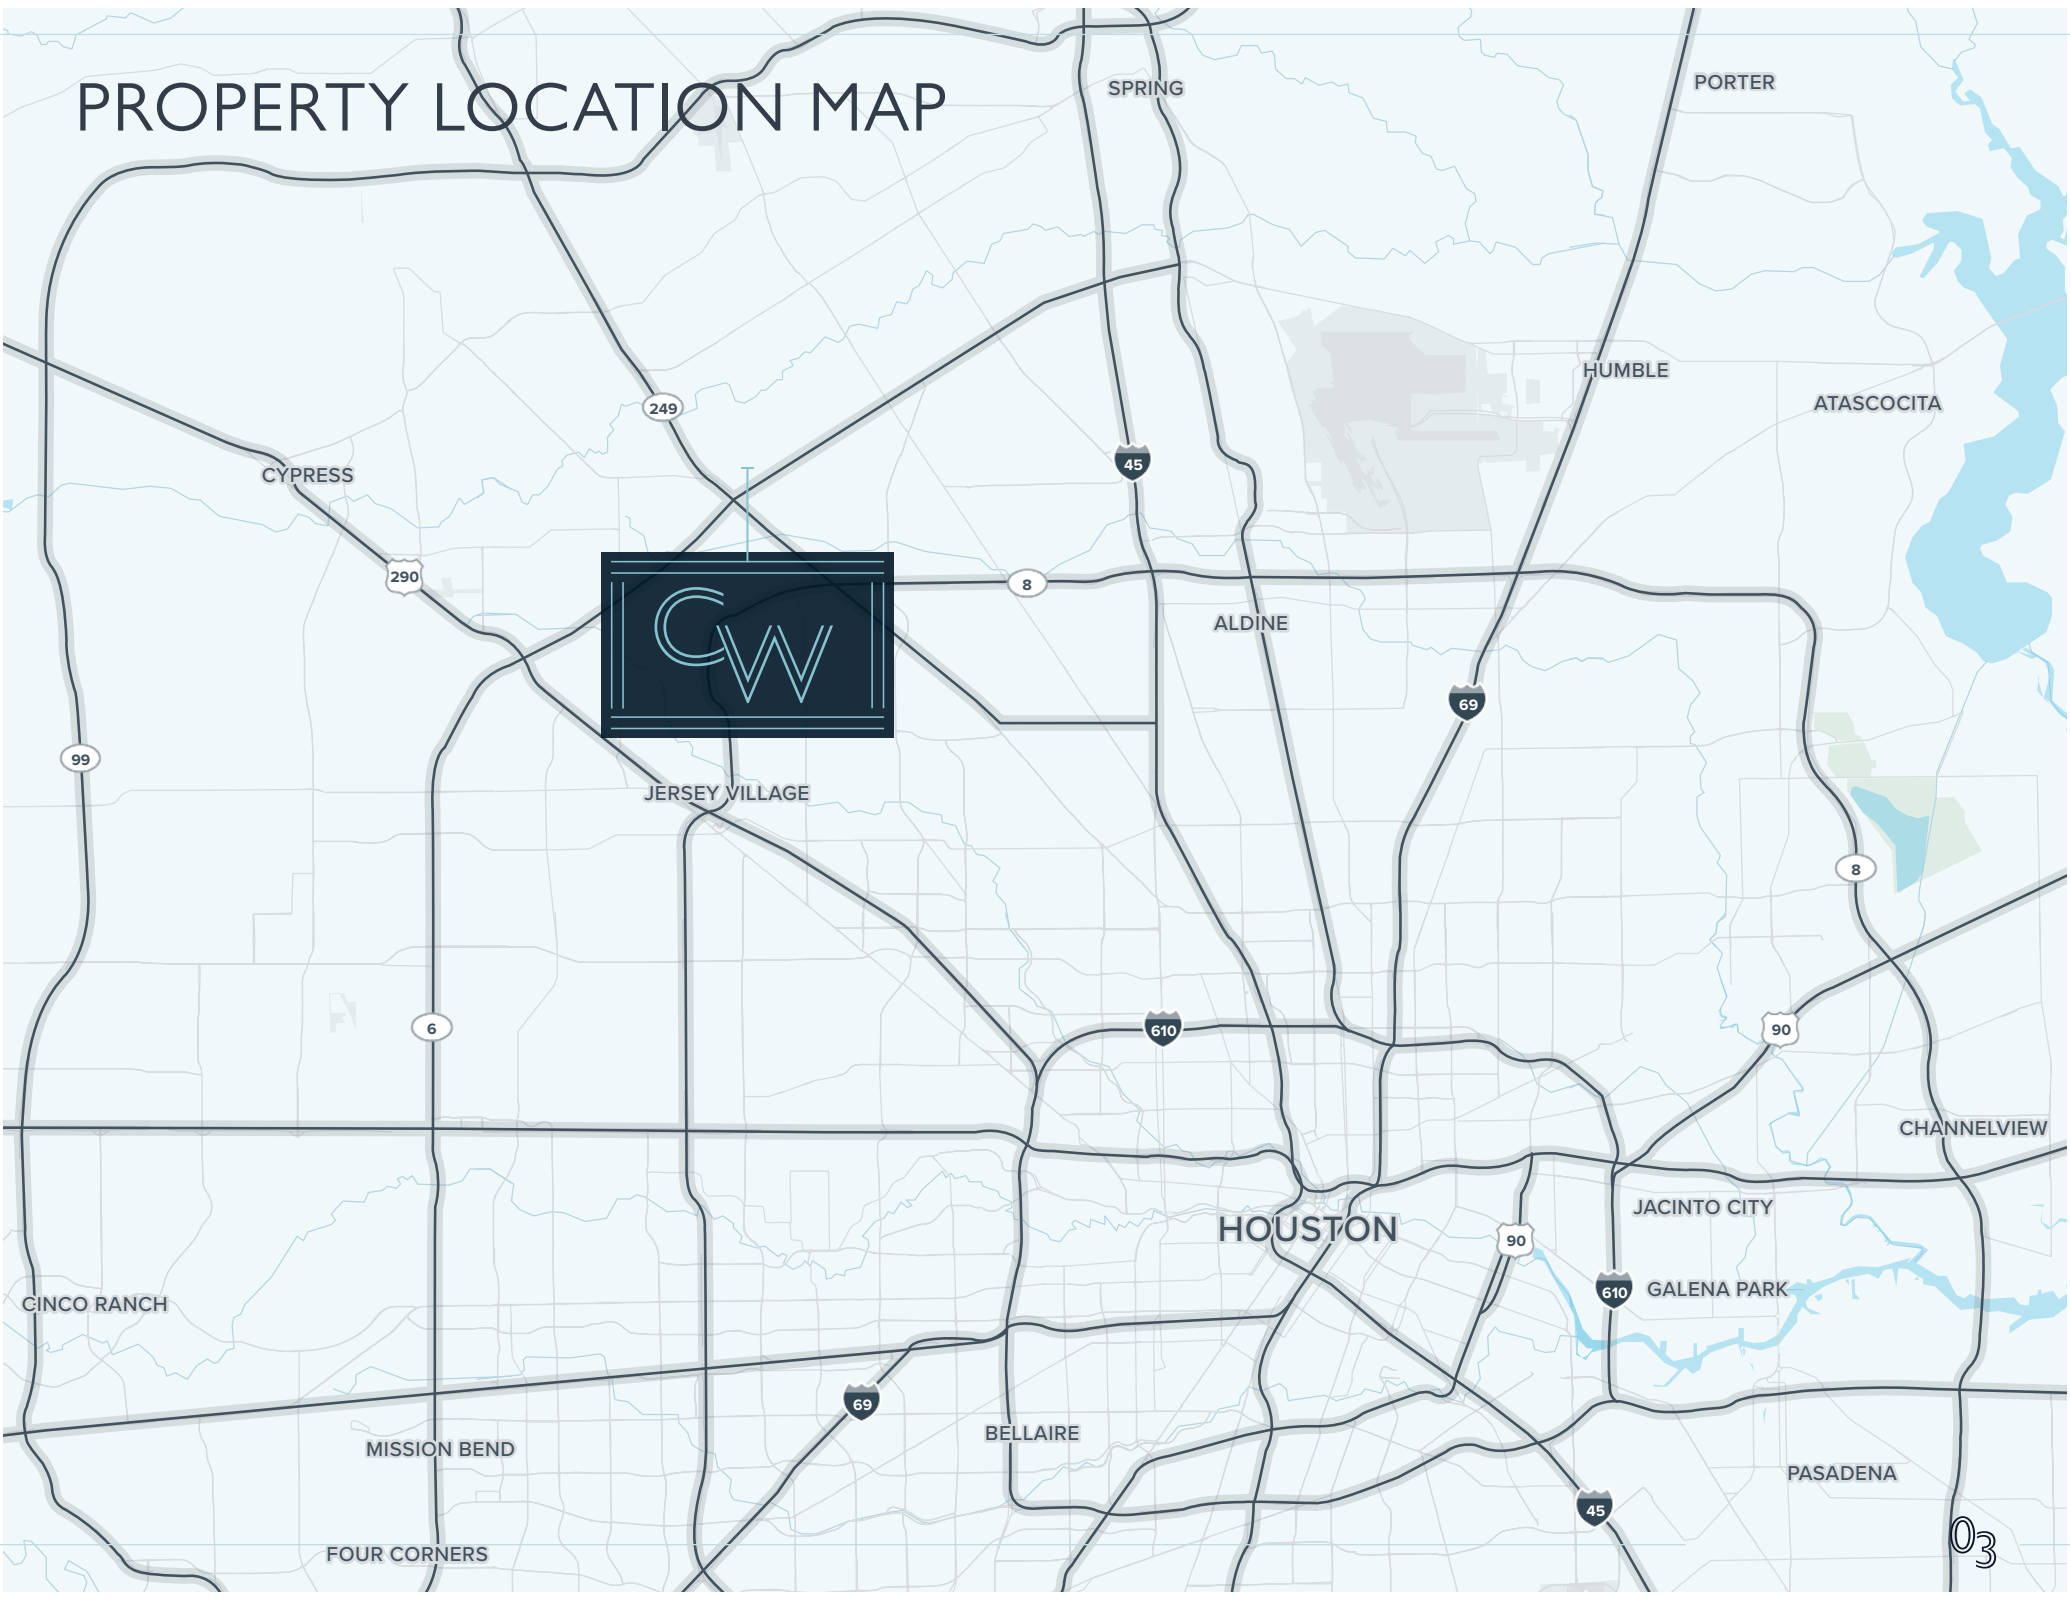 PROPERTY LOCATION MAP
SPRING
PORTER
HUMBLE
ATASCOCITA
249
45
CYPRESS
290
8
CW
ALDINE
69
99
JERSEY VILLAGE
8
6
610
90
CHANNELVIEW
JACINTO CITY
HOUSTON
90
GALENA PARK
610
CINCO RANCH
69
BELLAIRE
MISSION BEND
PASADENA
45
FOUR CORNERS
03